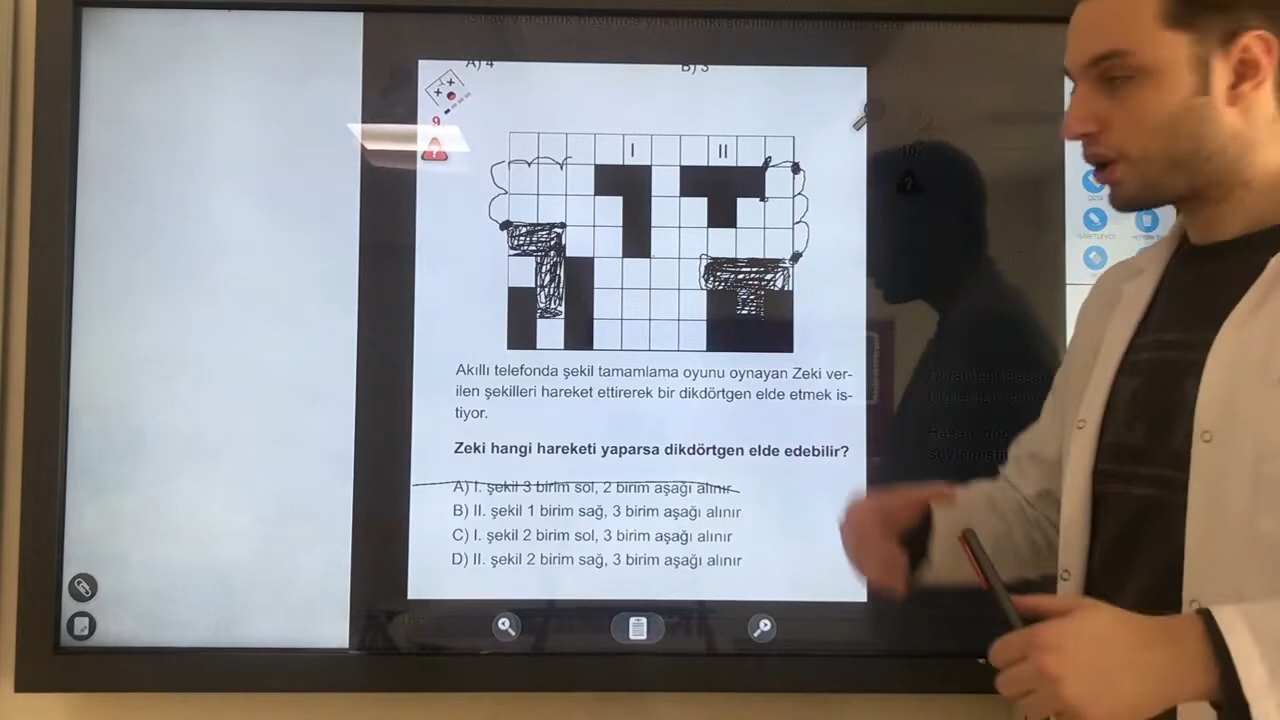 A) 4
B) 3
9
I
II
Akıllı telefonda şekil tamamlama oyunu oynayan Zeki ver-
ilen şekilleri hareket ettirerek bir dikdörtgen elde etmek is-
tiyor.
Zeki hangi hareketi yaparsa dikdörtgen elde edebilir?
A) I. şekil 3 birim sol, 2 birim aşağı alınır
B) II. şekil 1 birim sağ, 3 birim aşağı alınır
C) I. şekil 2 birim sol, 3 birim aşağı alınır
D) II. şekil 2 birim sağ, 3 birim aşağı alınır